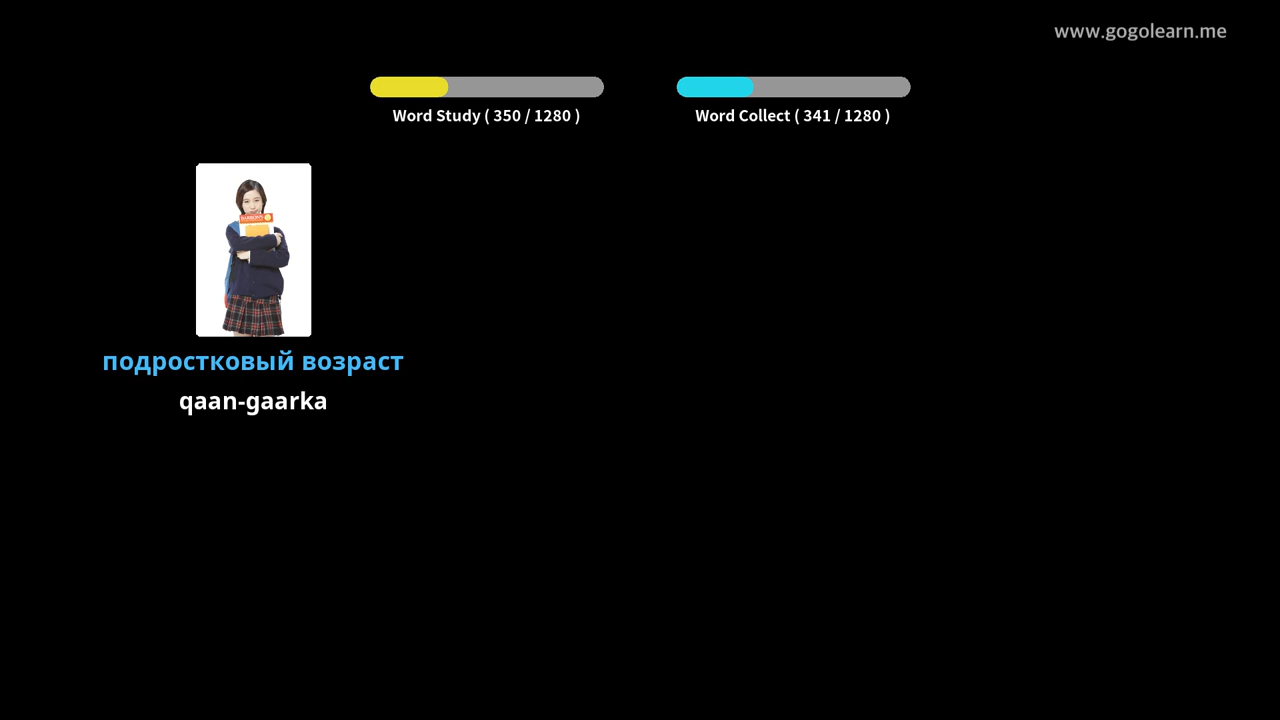 www.gogolearn.me
Word Study ( 350 / 1280 )
Word Collect ( 341 / 1280 )
подростковый возраст
qaan-gaarka